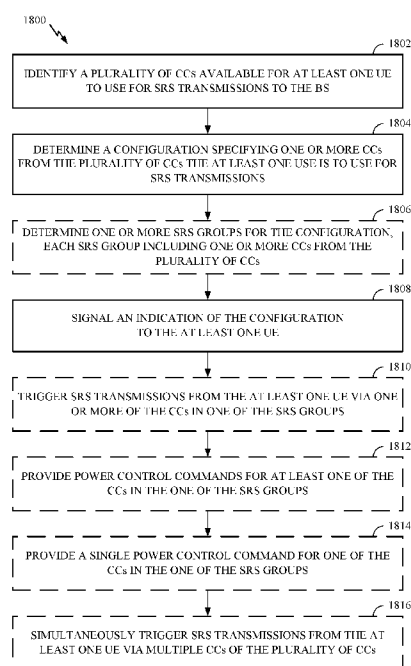 1800
1802
IDENTIFY A PLURALITY OF CCs AVAILABLE FOR AT LEAST ONE UE
TO USE FOR SRS TRANSMISSIONS TO THE BS
1804
DETERMINE A CONFIGURATION SPECIFYING ONE OR MORE CCs
FROM THE PLURALITY OF CCs THE AT LEAST ONE USE IS TO USE FOR
SRS TRANSMISSIONS
1806
DETERMINE ONE OR MORE SRS GROUPS FOR THE CONFIGURATION,
EACH SRS GROUP INCLUDING ONE OR MORE CCs FROM THE
PLURALITY OF CCs
1808
SIGNAL AN INDICATION OF THE CONFIGURATION
TO THE AT LEAST ONE UE
1810
TRIGGER SRS TRANSMISSIONS FROM THE AT LEAST ONE UE VIA ONE
OR MORE OF THE CCs IN ONE OF THE SRS GROUPS
1812
PROVIDE POWER CONTROL COMMANDS FOR AT LEAST ONE OF THE
CCs IN THE ONE OF THE SRS GROUPS
1814
PROVIDE A SINGLE POWER CONTROL COMMAND FOR ONE OF THE
CCs IN THE ONE OF THE SRS GROUPS
1816
SIMULTANEOUSLY TRIGGER SRS TRANSMISSIONS FROM THE AT
LEAST ONE UE VIA MULTIPLE CCs OF THE PLURALITY OF CCs